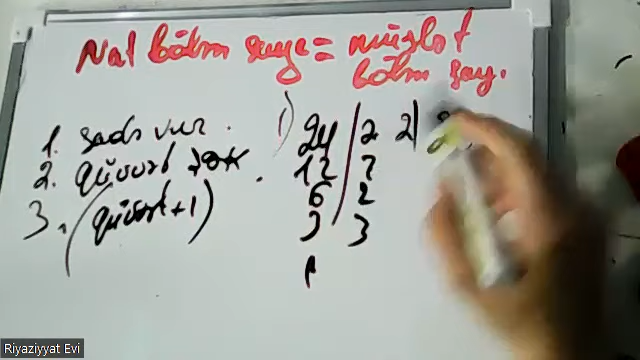 Nat bölən sayı = müsbət
bölən say.
1. sadə vur.
2. qüvvət
3. (qüvvət+1)
1) 24 | 2 2 | 2
12 | 2
6 | 2
3 3
1
Riyaziyyat Evi